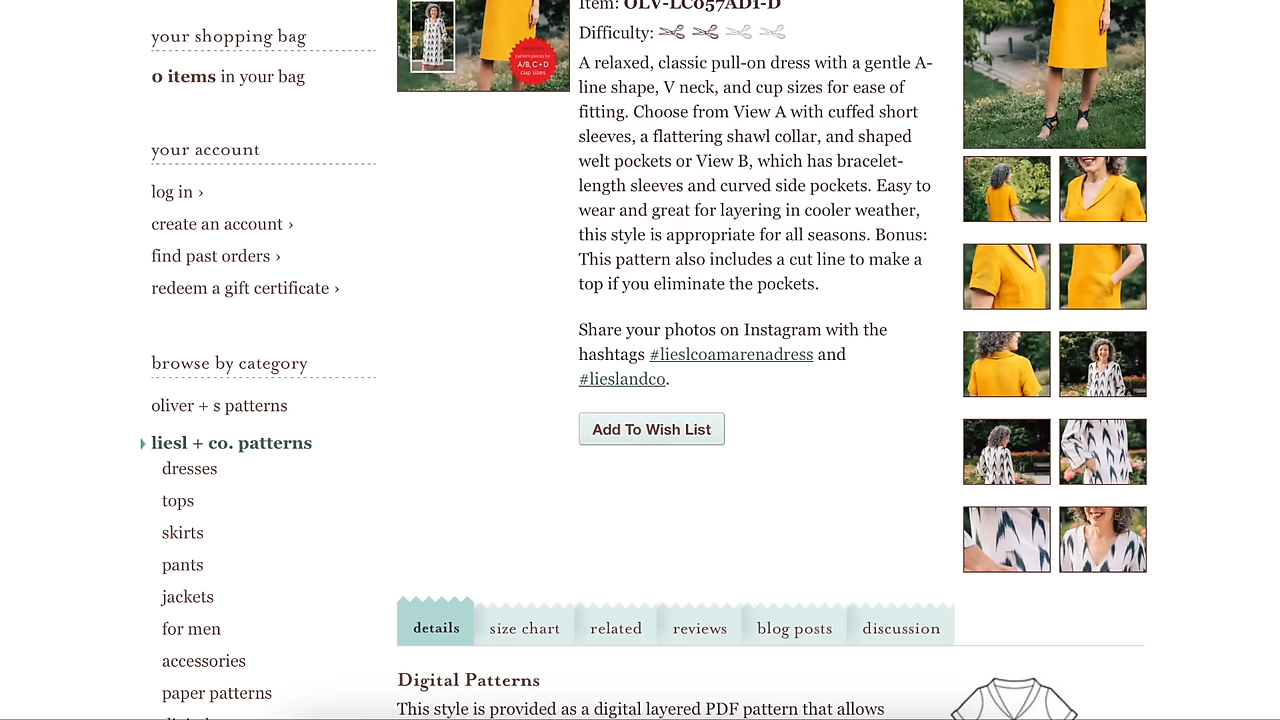 your shopping bag
0 items in your bag
your account
log in ›
create an account ›
find past orders ›
redeem a gift certificate ›
browse by category
oliver + s patterns
liesl + co. patterns
dresses
tops
skirts
pants
jackets
for men
accessories
paper patterns
pattern pieces for
A/B, C + D
cup sizes
Item: OLV-LC057AD1-D
Difficulty:
A relaxed, classic pull-on dress with a gentle A-
line shape, V neck, and cup sizes for ease of
fitting. Choose from View A with cuffed short
sleeves, a flattering shawl collar, and shaped
welt pockets or View B, which has bracelet-
length sleeves and curved side pockets. Easy to
wear and great for layering in cooler weather,
this style is appropriate for all seasons. Bonus:
This pattern also includes a cut line to make a
top if you eliminate the pockets.
Share your photos on Instagram with the
hashtags #lieslcoamarenadress and
#lieslandco.
Add To Wish List
details size chart related reviews blog posts discussion
Digital Patterns
This style is provided as a digital layered PDF pattern that allows